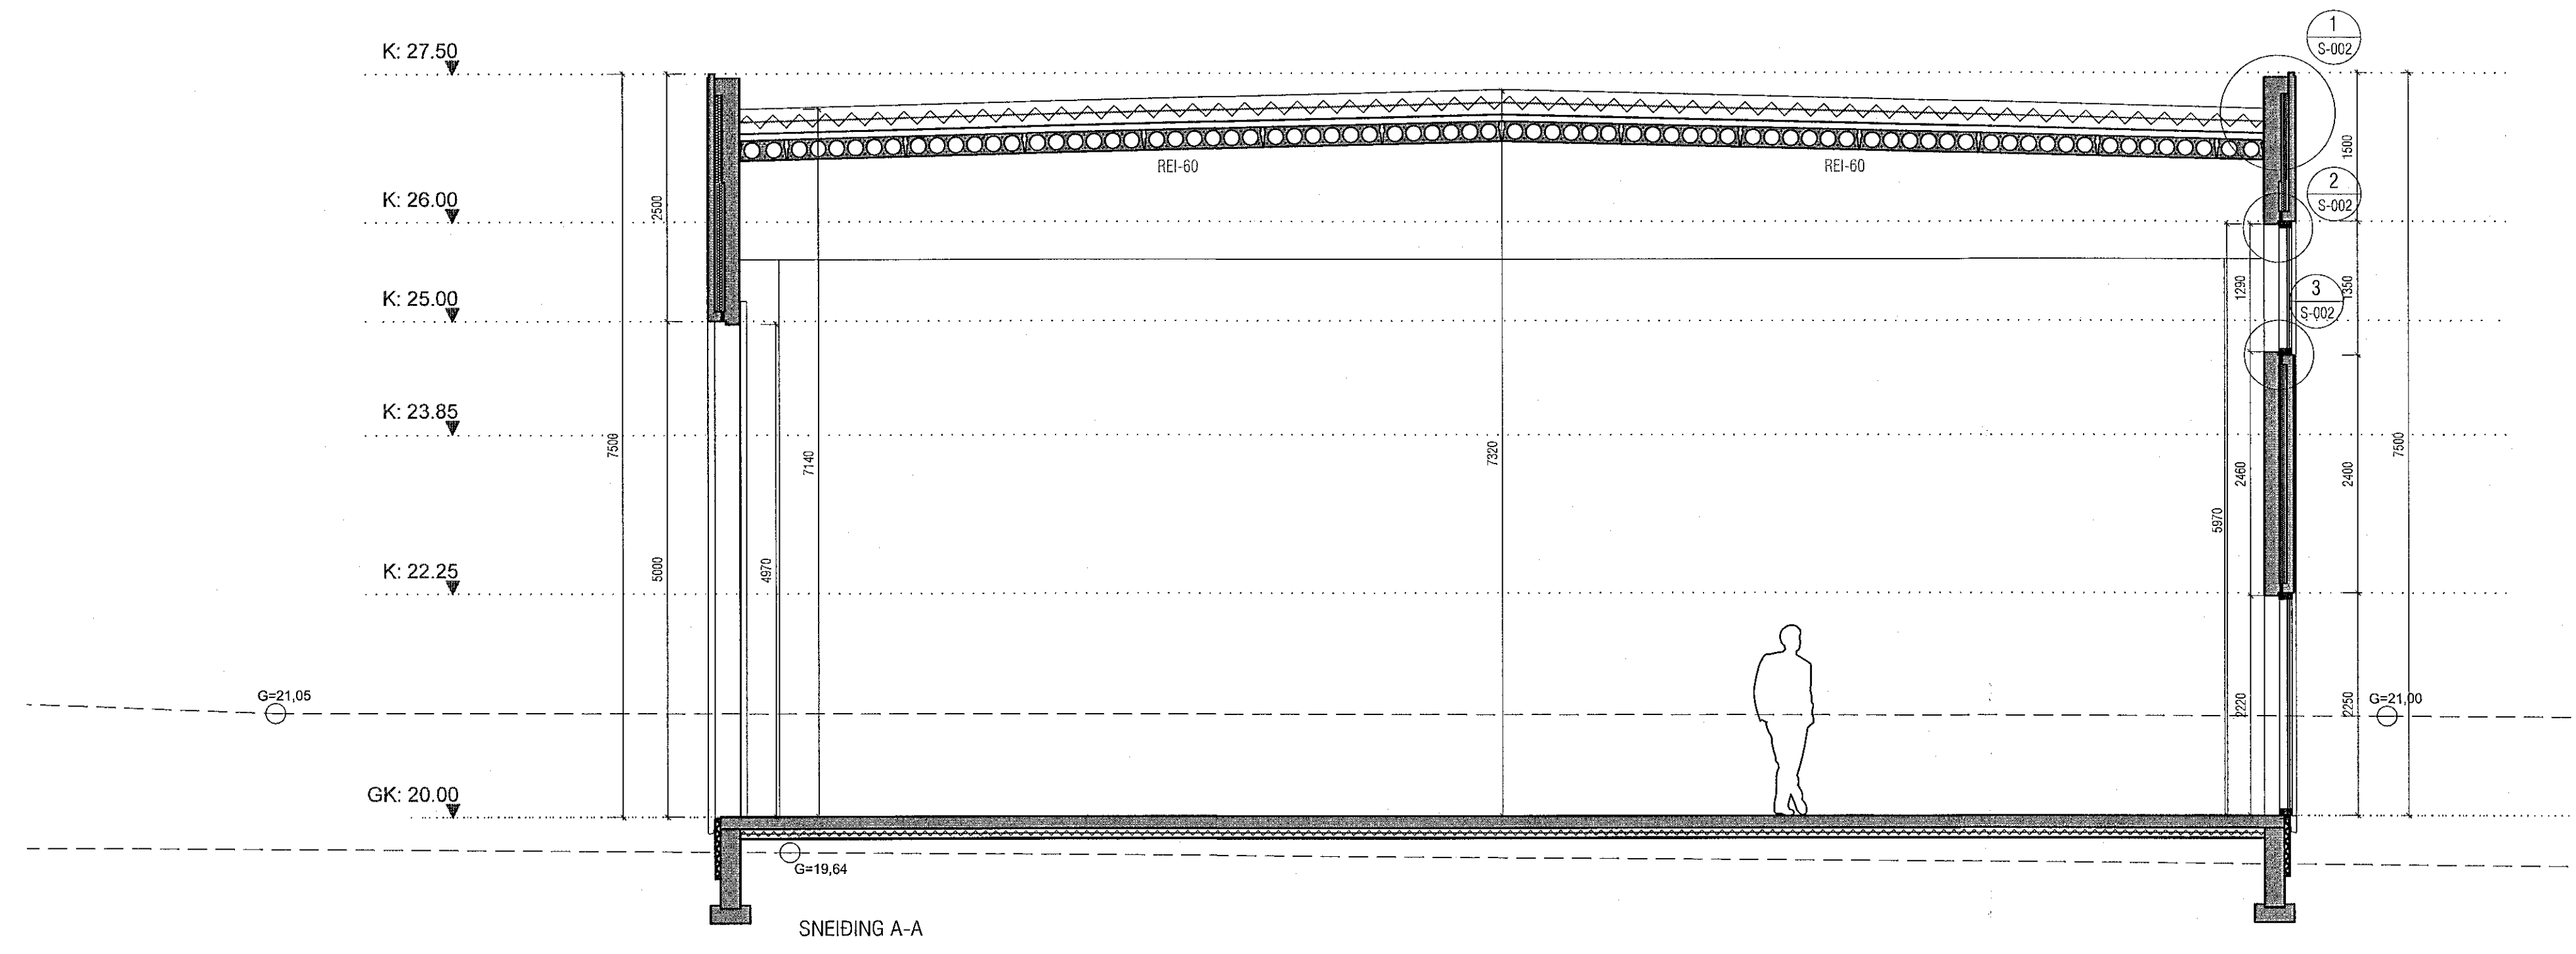 1
S-002
K: 27.50
1500
REI-60
REI-60
2
S-002
K: 26.00
2500
1290
1350
3
S-002
K: 25.00
K: 23.85
7500
7140
7320
7500
2460
2400
5970
K: 22.25
5000
4970
G=21,05
2220
2250
G=21,00
GK: 20.00
G=19,64
SNEIÐING A-A